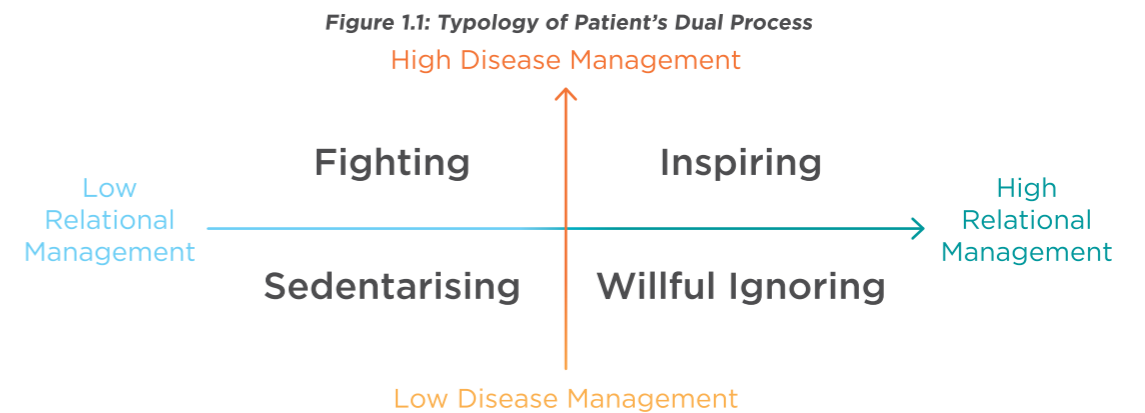 Figure 1.1: Typology of Patient's Dual Process
High Disease Management
Fighting
Inspiring
Low
Relational
Management
High
Relational
Management
Sedentarising
Willful Ignoring
Low Disease Management